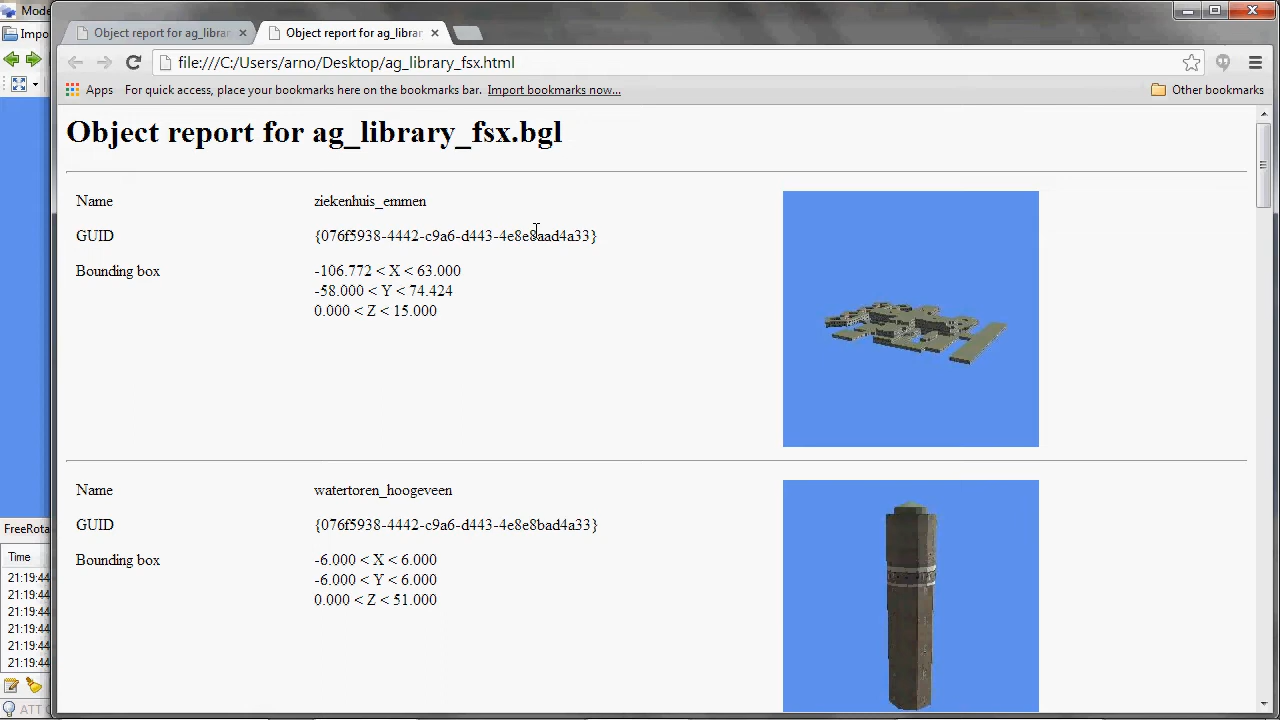 Mode
Impo
FreeRota
Time
21:19:44
21:19:44
21:19:44
21:19:44
21:19:44
21:19:44
ATT C
Object report for ag_librar
Object report for ag_librar
file:///C:/Users/arno/Desktop/ag_library_fsx.html
Apps For quick access, place your bookmarks here on the bookmarks bar. Import bookmarks now... Other bookmarks
Object report for ag_library_fsx.bgl
Name ziekenhuis_emmen
GUID {076f5938-4442-c9a6-d443-4e8e8aad4a33}
Bounding box -106.772 < X < 63.000
-58.000 < Y < 74.424
0.000 < Z < 15.000
Name watertoren_hoogeveen
GUID {076f5938-4442-c9a6-d443-4e8e8bad4a33}
Bounding box -6.000 < X < 6.000
-6.000 < Y < 6.000
0.000 < Z < 51.000